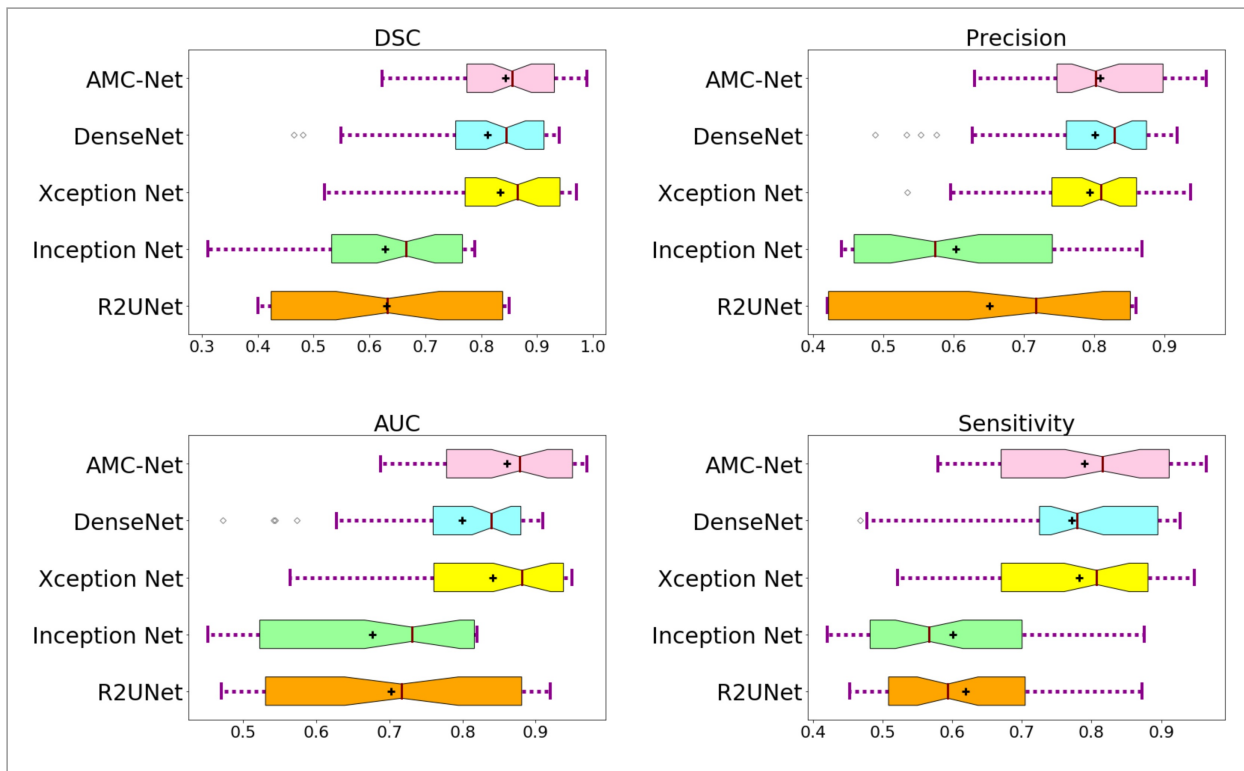 DSC
AMC-Net
DenseNet
Xception Net
Inception Net
R2UNet
0.3 0.4 0.5 0.6 0.7 0.8 0.9 1.0
Precision
AMC-Net
DenseNet
Xception Net
Inception Net
R2UNet
0.4 0.5 0.6 0.7 0.8 0.9
AUC
AMC-Net
DenseNet
Xception Net
Inception Net
R2UNet
0.5 0.6 0.7 0.8 0.9
Sensitivity
AMC-Net
DenseNet
Xception Net
Inception Net
R2UNet
0.4 0.5 0.6 0.7 0.8 0.9